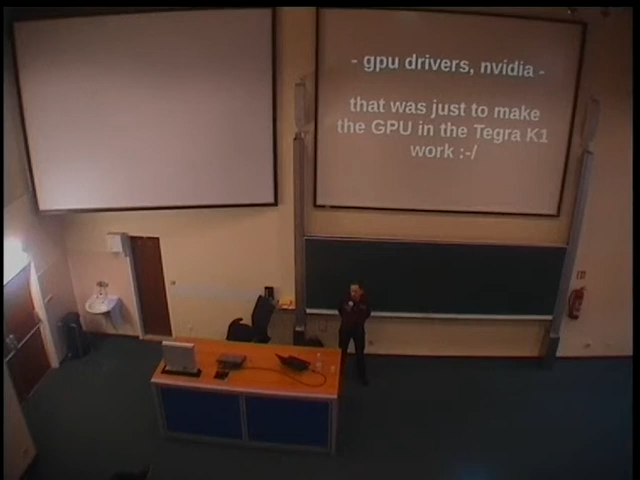 - gpu drivers, nvidia -
that was just to make
the GPU in the Tegra K1
work :-/